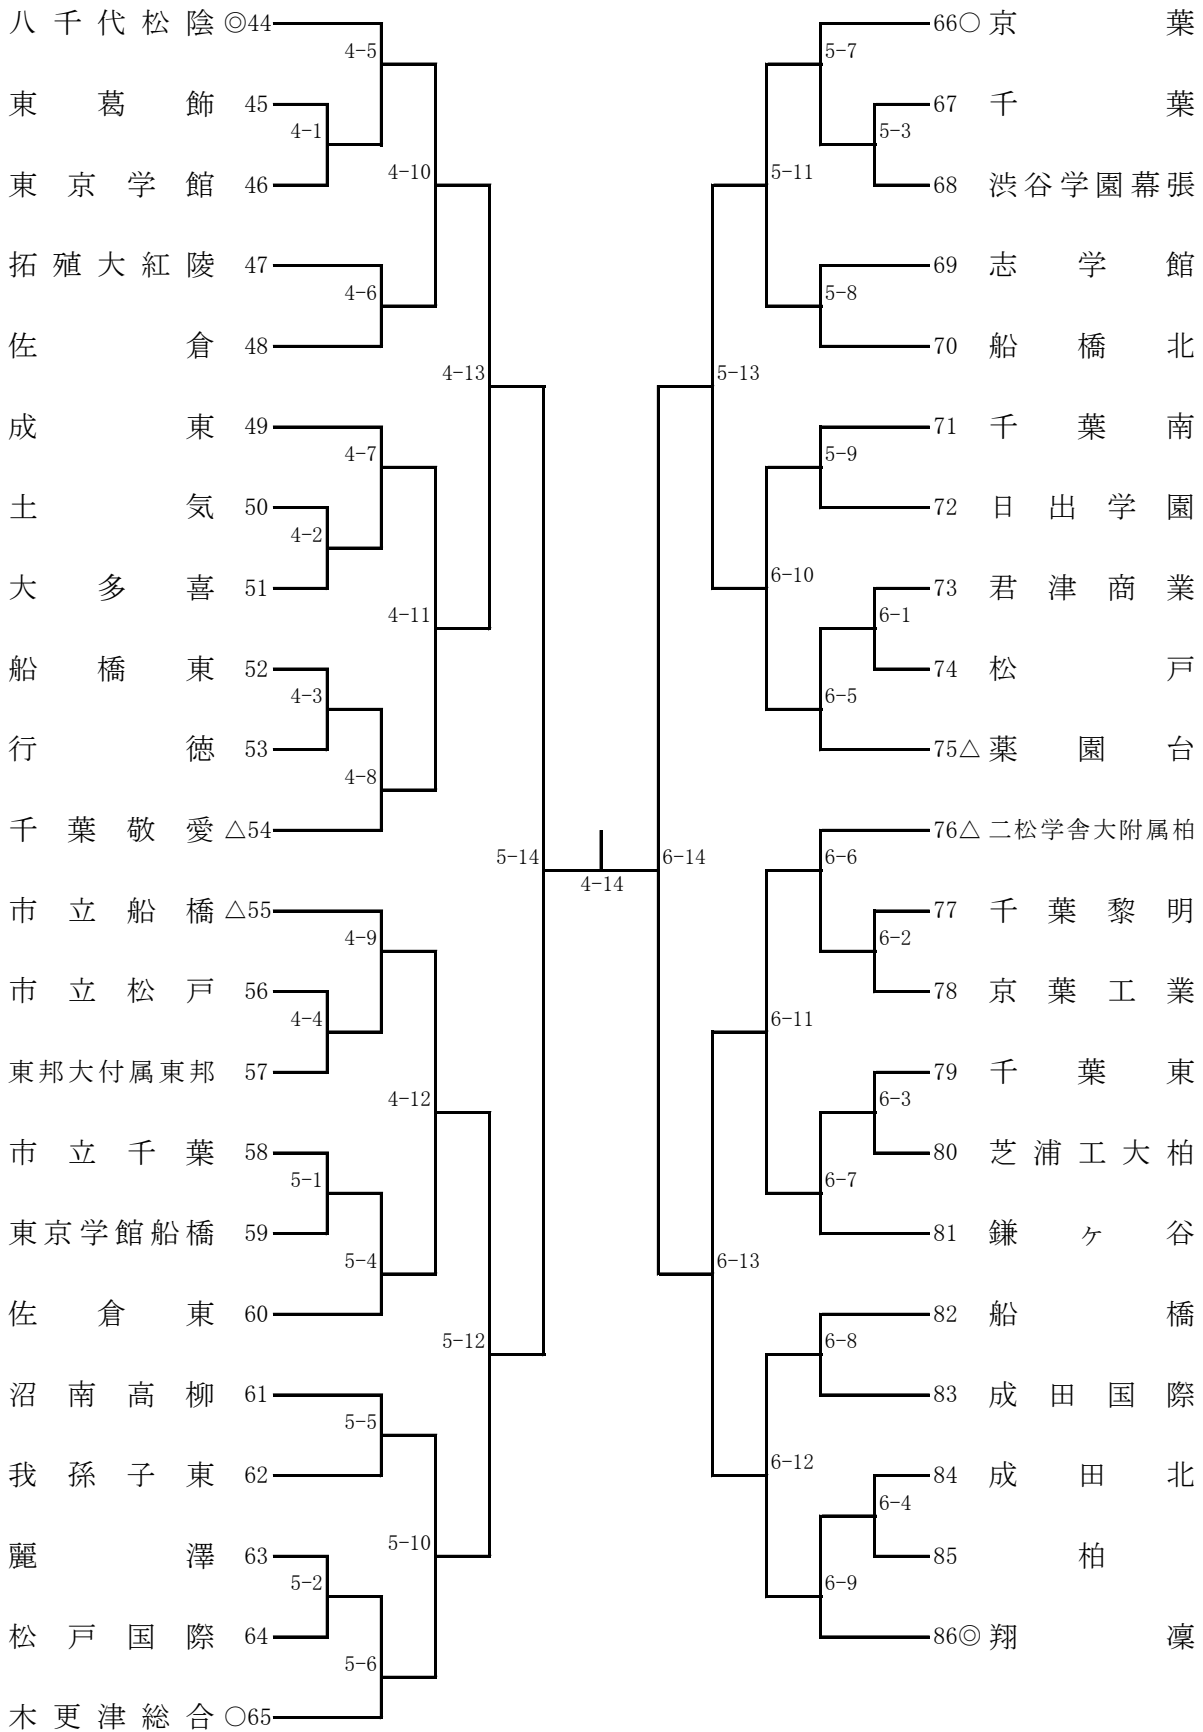 八千代松陰 ◎44
4-5
東葛飾 45
4-1
東京学館 46
4-10
拓殖大紅陵 47
4-6
佐倉 48
4-13
成東 49
4-7
土気 50
4-2
大多喜 51
4-11
船橋東 52
4-3
行徳 53
4-8
千葉敬愛 △54
5-14
市立船橋 △55
4-9
市立松戸 56
4-4
東邦大付属東邦 57
4-12
市立千葉 58
5-1
東京学館船橋 59
5-4
佐倉東 60
5-12
沼南高柳 61
5-5
我孫子東 62
5-10
麗澤 63
5-2
松戸国際 64
5-6
木更津総合 ○65
4-14
66○ 京葉
5-7
67 千葉
5-3
68 渋谷学園幕張
5-11
69 志学館
5-8
70 船橋北
5-13
71 千葉南
5-9
72 日出学園
6-10
73 君津商業
6-1
74 松戸
6-5
75△ 薬園台
6-14
76△ 二松学舎大附属柏
6-6
77 千葉黎明
6-2
78 京葉工業
6-11
79 千葉東
6-3
80 芝浦工大柏
6-7
81 鎌ヶ谷
6-13
82 船橋
6-8
83 成田国際
6-12
84 成田北
6-4
85 柏
6-9
86◎ 翔凜